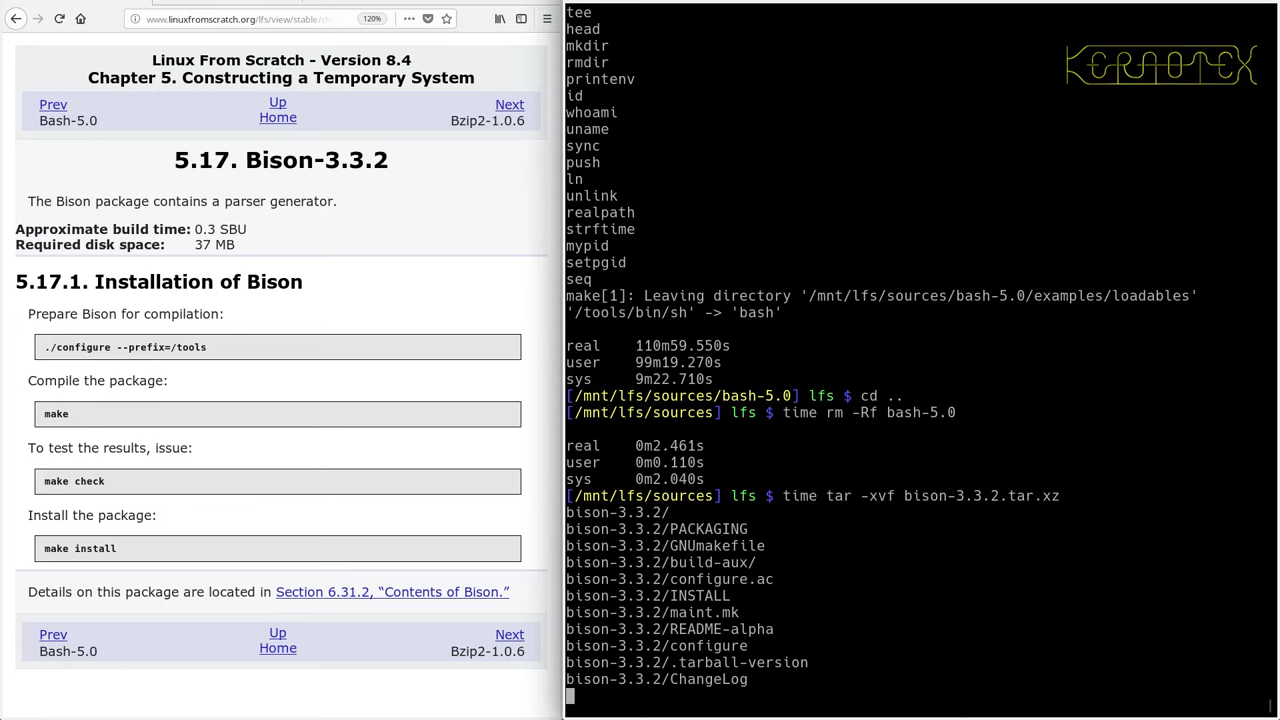 www.linuxfromscratch.org/lfs/view/stable/ch
120%
Linux From Scratch - Version 8.4
Chapter 5. Constructing a Temporary System
Prev
Up
Next
Bash-5.0
Home
Bzip2-1.0.6
5.17. Bison-3.3.2
The Bison package contains a parser generator.
Approximate build time: 0.3 SBU
Required disk space: 37 MB
5.17.1. Installation of Bison
Prepare Bison for compilation:
./configure --prefix=/tools
Compile the package:
make
To test the results, issue:
make check
Install the package:
make install
Details on this package are located in Section 6.31.2, “Contents of Bison.”
Prev
Up
Next
Bash-5.0
Home
Bzip2-1.0.6
tee
head
mkdir
rmdir
printenv
id
whoami
uname
sync
push
ln
unlink
realpath
strftime
mypid
setpgid
seq
make[1]: Leaving directory '/mnt/lfs/sources/bash-5.0/examples/loadables'
'/tools/bin/sh' -> 'bash'
real 110m59.550s
user 99m19.270s
sys 9m22.710s
[/mnt/lfs/sources/bash-5.0] lfs $ cd ..
[/mnt/lfs/sources] lfs $ time rm -Rf bash-5.0
real 0m2.461s
user 0m0.110s
sys 0m2.040s
[/mnt/lfs/sources] lfs $ time tar -xvf bison-3.3.2.tar.xz
bison-3.3.2/
bison-3.3.2/PACKAGING
bison-3.3.2/GNUmakefile
bison-3.3.2/build-aux/
bison-3.3.2/configure.ac
bison-3.3.2/INSTALL
bison-3.3.2/maint.mk
bison-3.3.2/README-alpha
bison-3.3.2/configure
bison-3.3.2/.tarball-version
bison-3.3.2/ChangeLog